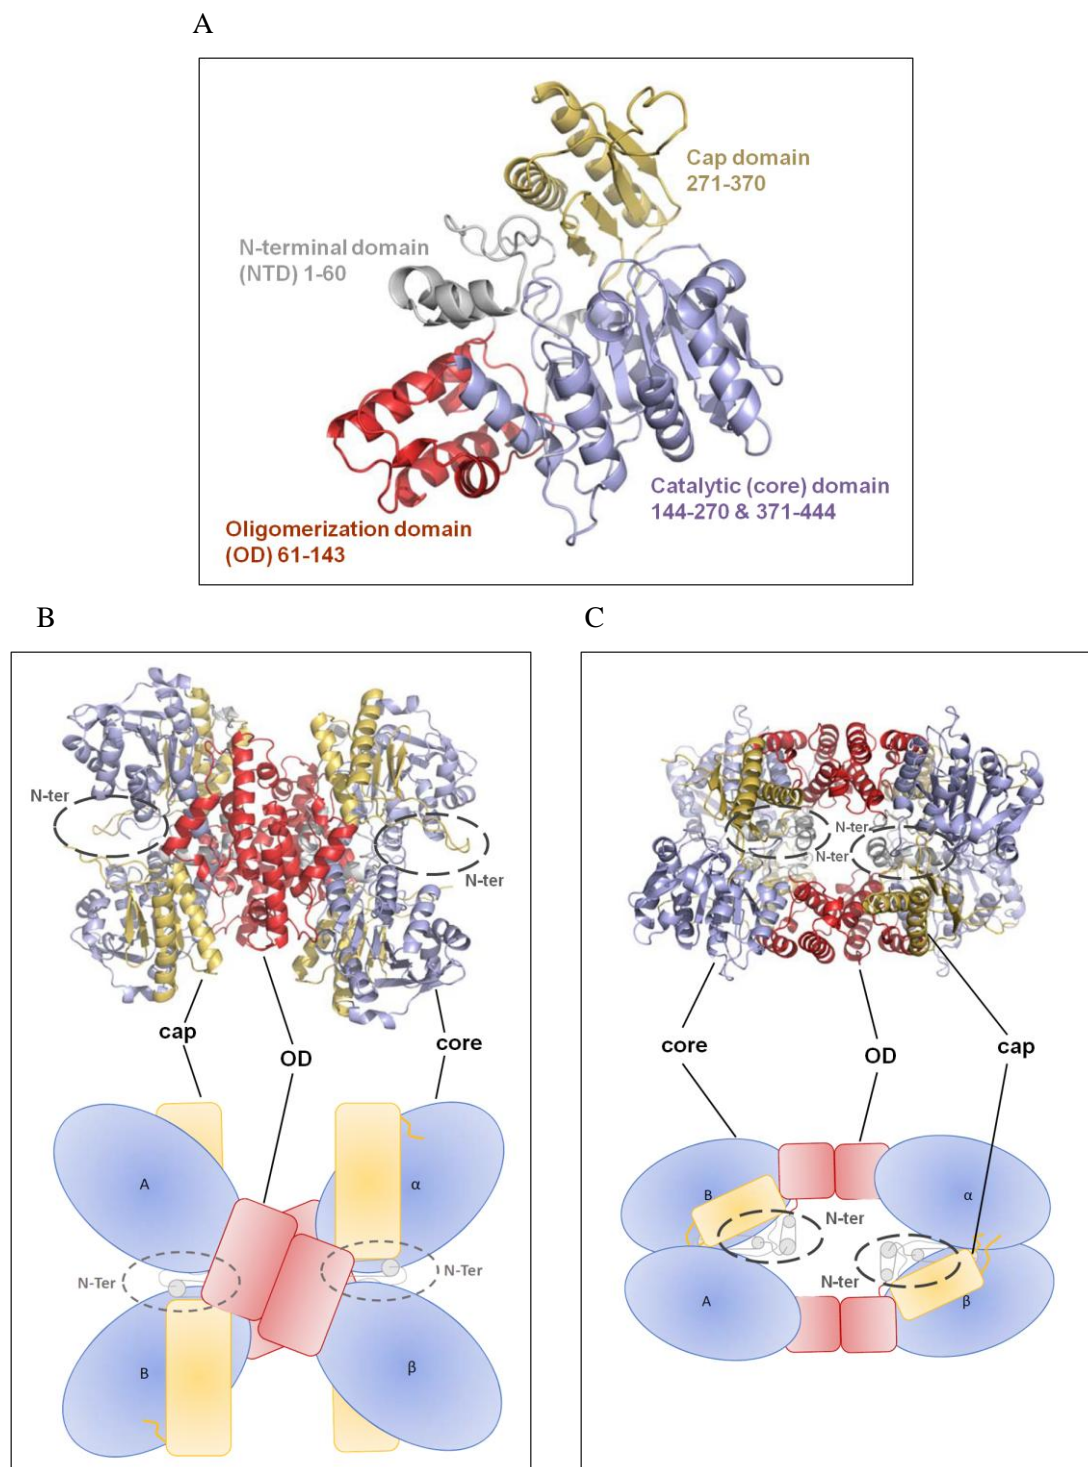 A
Cap domain
271-370
N-terminal domain
(NTD) 1-60
Catalytic (core) domain
144-270 & 371-444
Oligomerization domain
(OD) 61-143
B
N-ter
N-ter
cap
OD
core
A
α
N-Ter
N-Ter
B
β
C
N-ter
N-ter
core
OD
cap
B
α
N-ter
N-ter
A
β